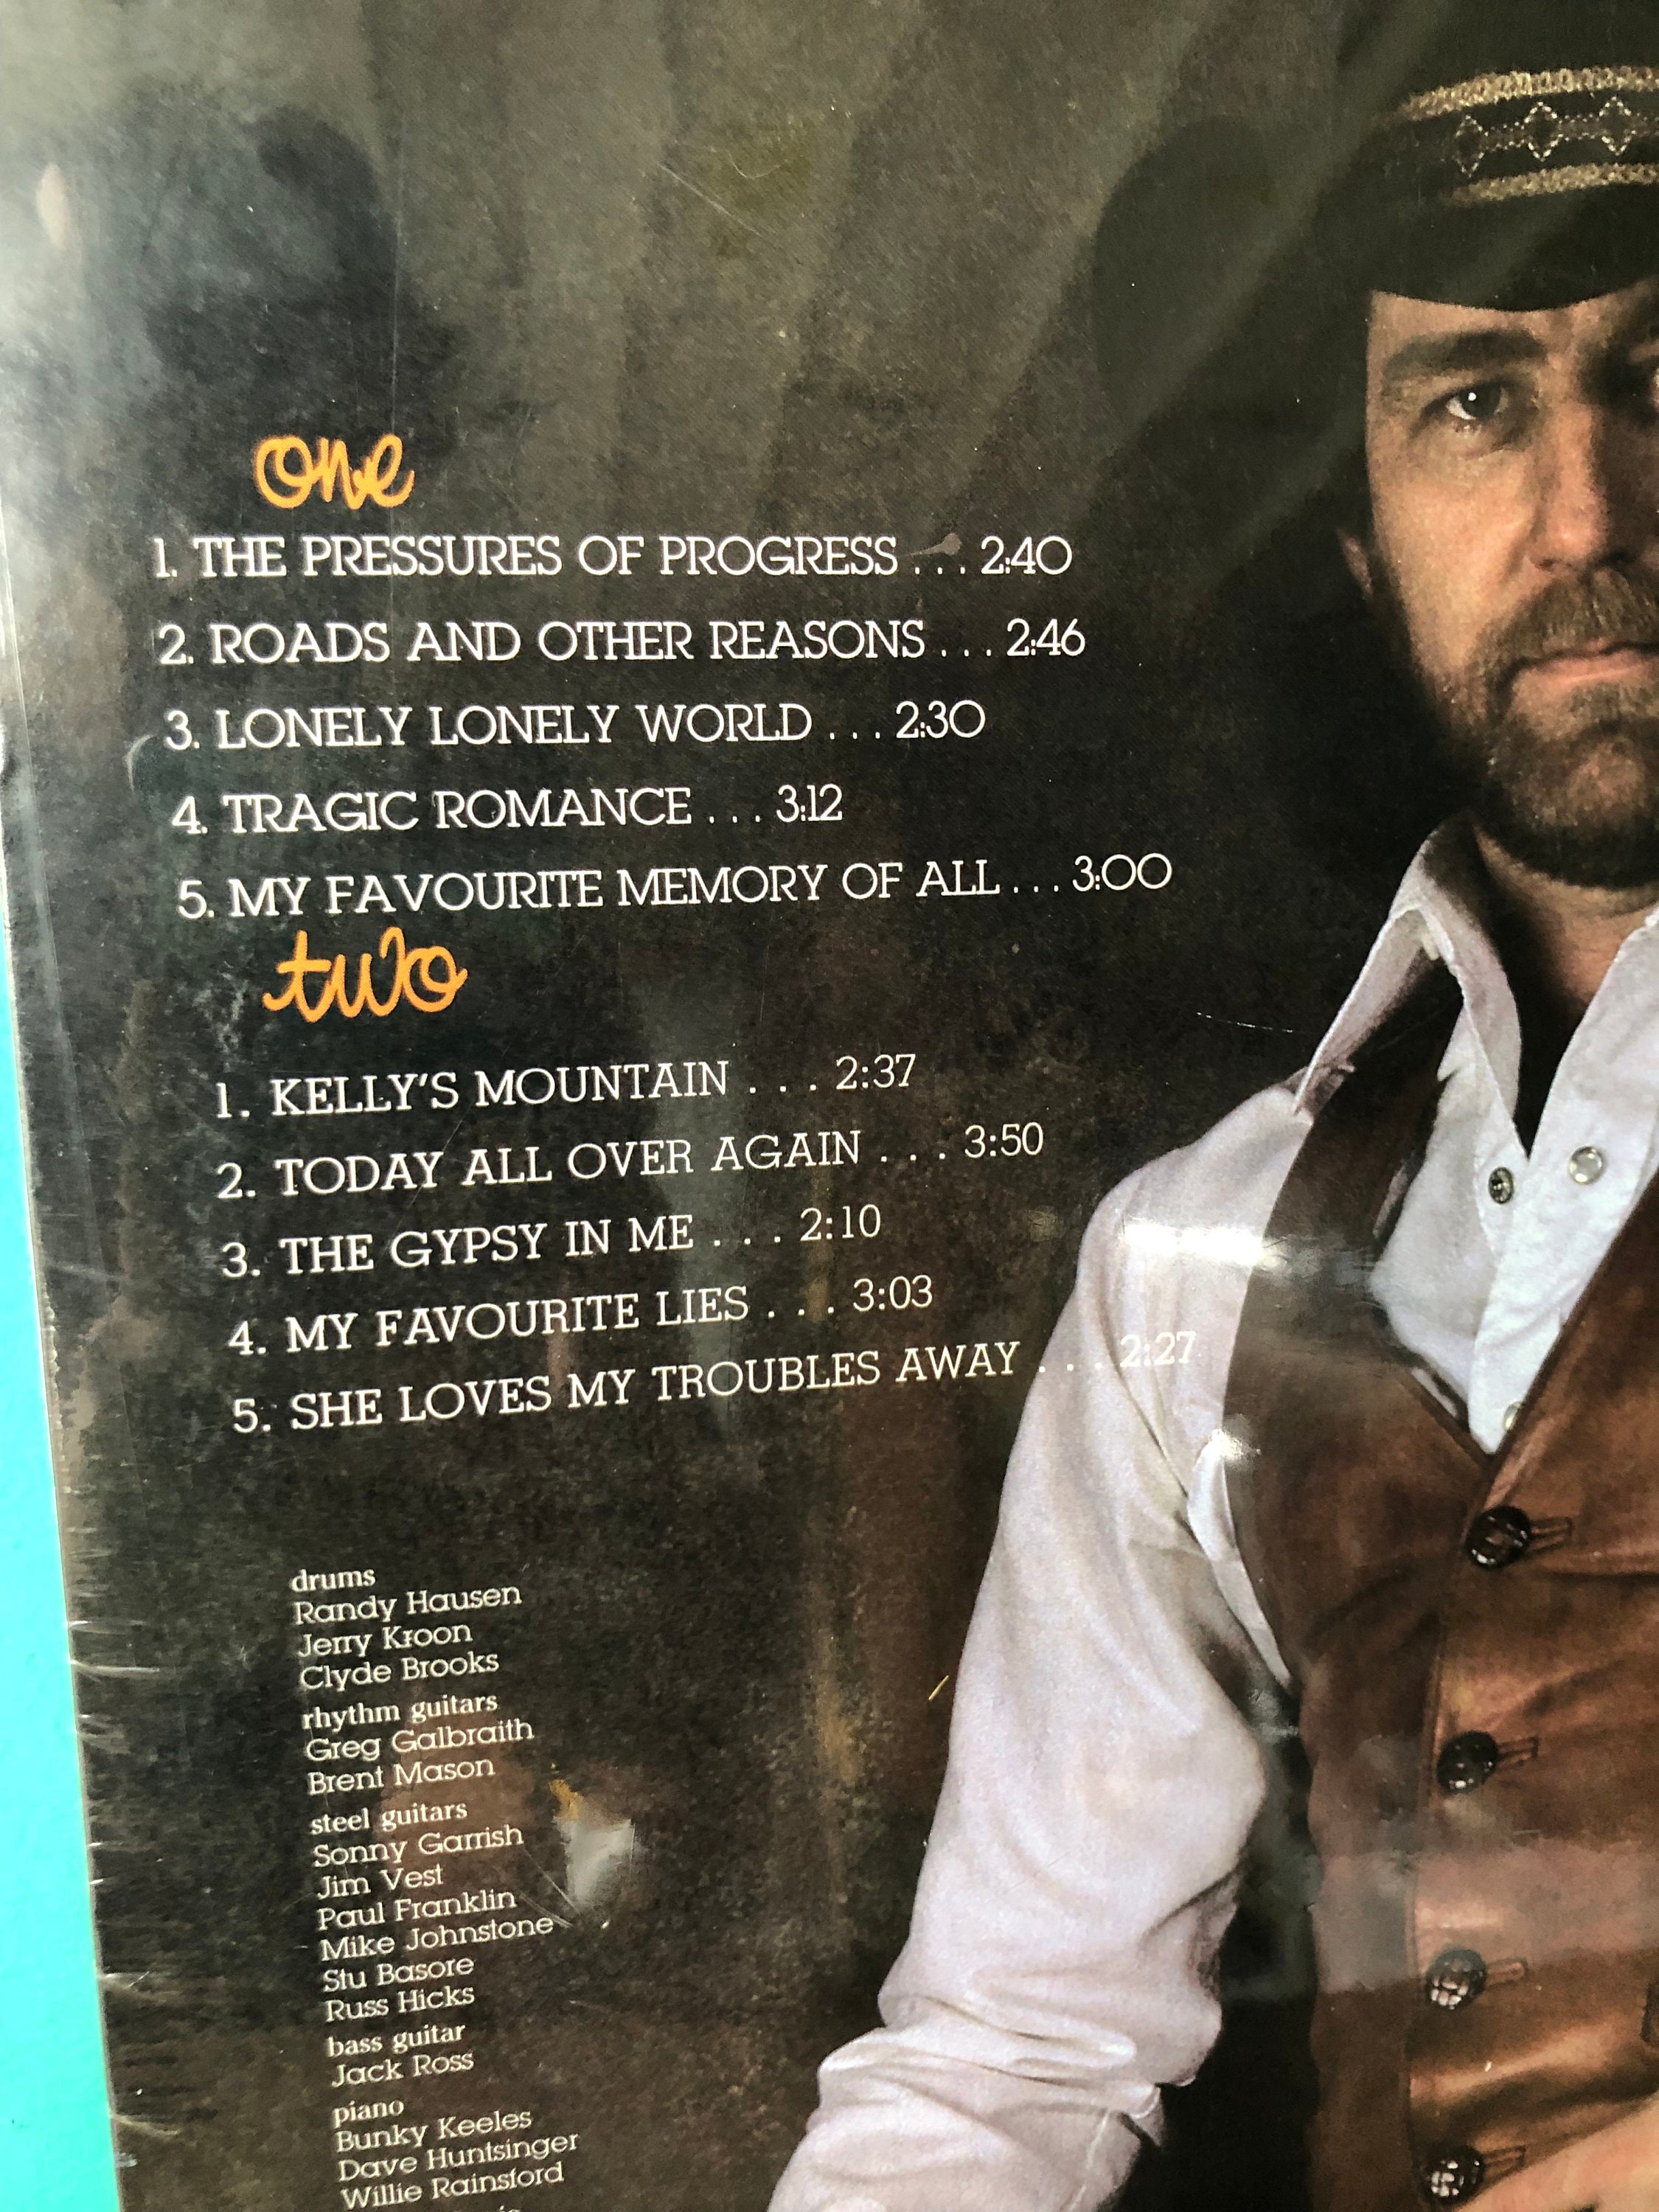 one
1. THE PRESSURES OF PROGRESS . . . 2:40
2. ROADS AND OTHER REASONS . . . 2:46
3. LONELY LONELY WORLD . . . 2:30
4. TRAGIC ROMANCE . . . 3:12
5. MY FAVOURITE MEMORY OF ALL . . . 3:00
two
1. KELLY'S MOUNTAIN . . . 2:37
2. TODAY ALL OVER AGAIN . . . 3:50
3. THE GYPSY IN ME . . . 2:10
4. MY FAVOURITE LIES . . . 3:03
5. SHE LOVES MY TROUBLES AWAY . . . 2:27
drums
Randy Hausen
Jerry Kroon
Clyde Brooks
rhythm guitars
Greg Galbraith
Brent Mason
steel guitars
Sonny Garrish
Jim Vest
Paul Franklin
Mike Johnstone
Stu Basore
Russ Hicks
bass guitar
Jack Ross
piano
Bunky Keeles
Dave Huntsinger
Willie Rainsford